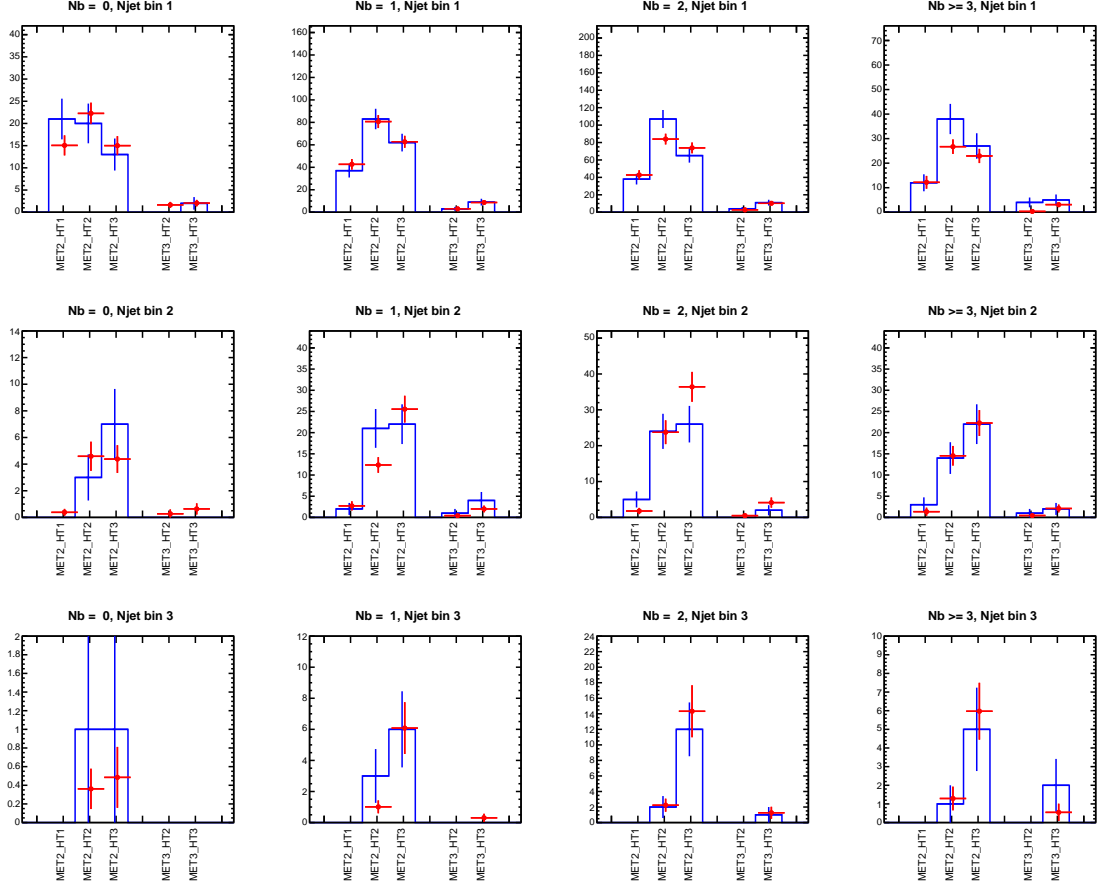 Nb = 0, Njet bin 1
40
35
30
25
20
15
10
5
0
MET2_HT1
MET2_HT2
MET2_HT3
MET3_HT2
MET3_HT3
Nb = 1, Njet bin 1
160
140
120
100
80
60
40
20
0
MET2_HT1
MET2_HT2
MET2_HT3
MET3_HT2
MET3_HT3
Nb = 2, Njet bin 1
200
180
160
140
120
100
80
60
40
20
0
MET2_HT1
MET2_HT2
MET2_HT3
MET3_HT2
MET3_HT3
Nb >= 3, Njet bin 1
70
60
50
40
30
20
10
0
MET2_HT1
MET2_HT2
MET2_HT3
MET3_HT2
MET3_HT3
Nb = 0, Njet bin 2
14
12
10
8
6
4
2
0
MET2_HT1
MET2_HT2
MET2_HT3
MET3_HT2
MET3_HT3
Nb = 1, Njet bin 2
40
35
30
25
20
15
10
5
0
MET2_HT1
MET2_HT2
MET2_HT3
MET3_HT2
MET3_HT3
Nb = 2, Njet bin 2
50
40
30
20
10
0
MET2_HT1
MET2_HT2
MET2_HT3
MET3_HT2
MET3_HT3
Nb >= 3, Njet bin 2
40
35
30
25
20
15
10
5
0
MET2_HT1
MET2_HT2
MET2_HT3
MET3_HT2
MET3_HT3
Nb = 0, Njet bin 3
2
1.8
1.6
1.4
1.2
1
0.8
0.6
0.4
0.2
0
MET2_HT1
MET2_HT2
MET2_HT3
MET3_HT2
MET3_HT3
Nb = 1, Njet bin 3
12
10
8
6
4
2
0
MET2_HT1
MET2_HT2
MET2_HT3
MET3_HT2
MET3_HT3
Nb = 2, Njet bin 3
24
22
20
18
16
14
12
10
8
6
4
2
0
MET2_HT1
MET2_HT2
MET2_HT3
MET3_HT2
MET3_HT3
Nb >= 3, Njet bin 3
10
9
8
7
6
5
4
3
2
1
0
MET2_HT1
MET2_HT2
MET2_HT3
MET3_HT2
MET3_HT3